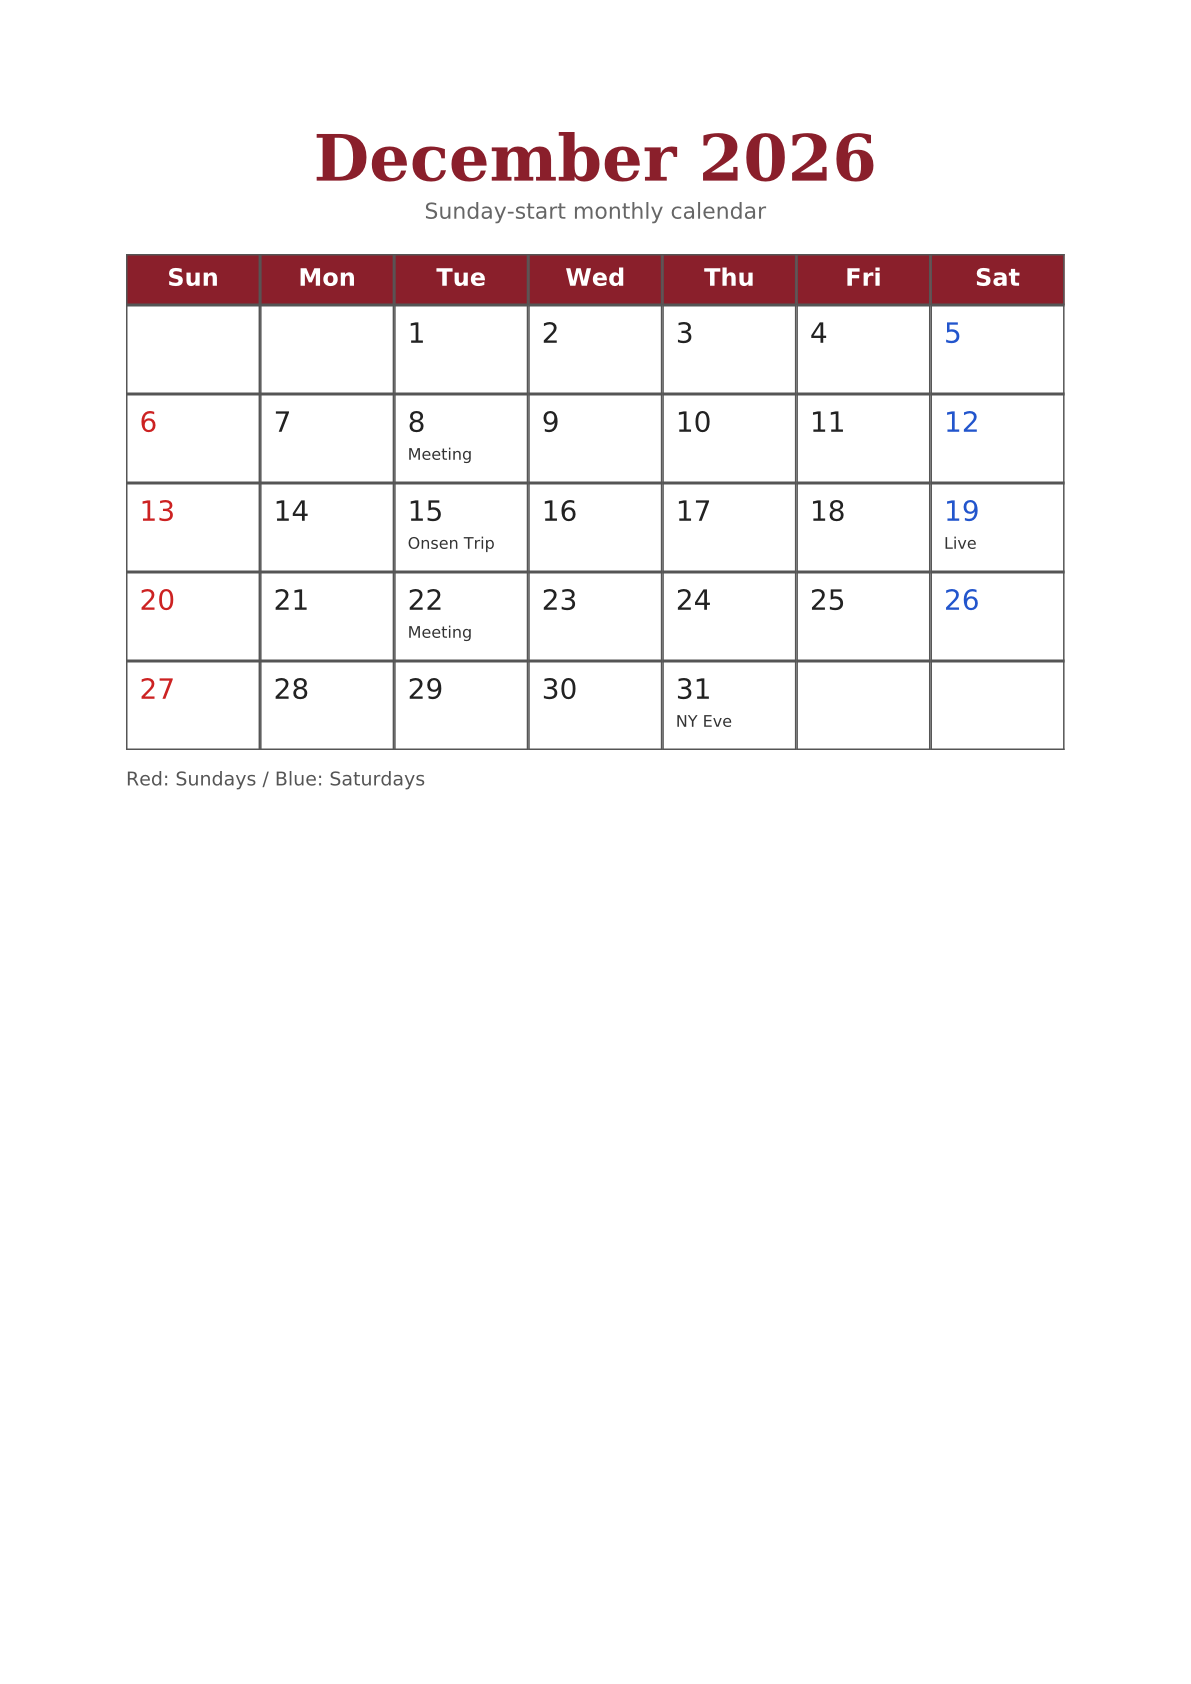 December 2026
Sunday-start monthly calendar
Sun Mon Tue Wed Thu Fri Sat
1 2 3 4 5
6 7 8 9 10 11 12
Meeting
13 14 15 16 17 18 19
Onsen Trip Live
20 21 22 23 24 25 26
Meeting
27 28 29 30 31
NY Eve
Red: Sundays / Blue: Saturdays